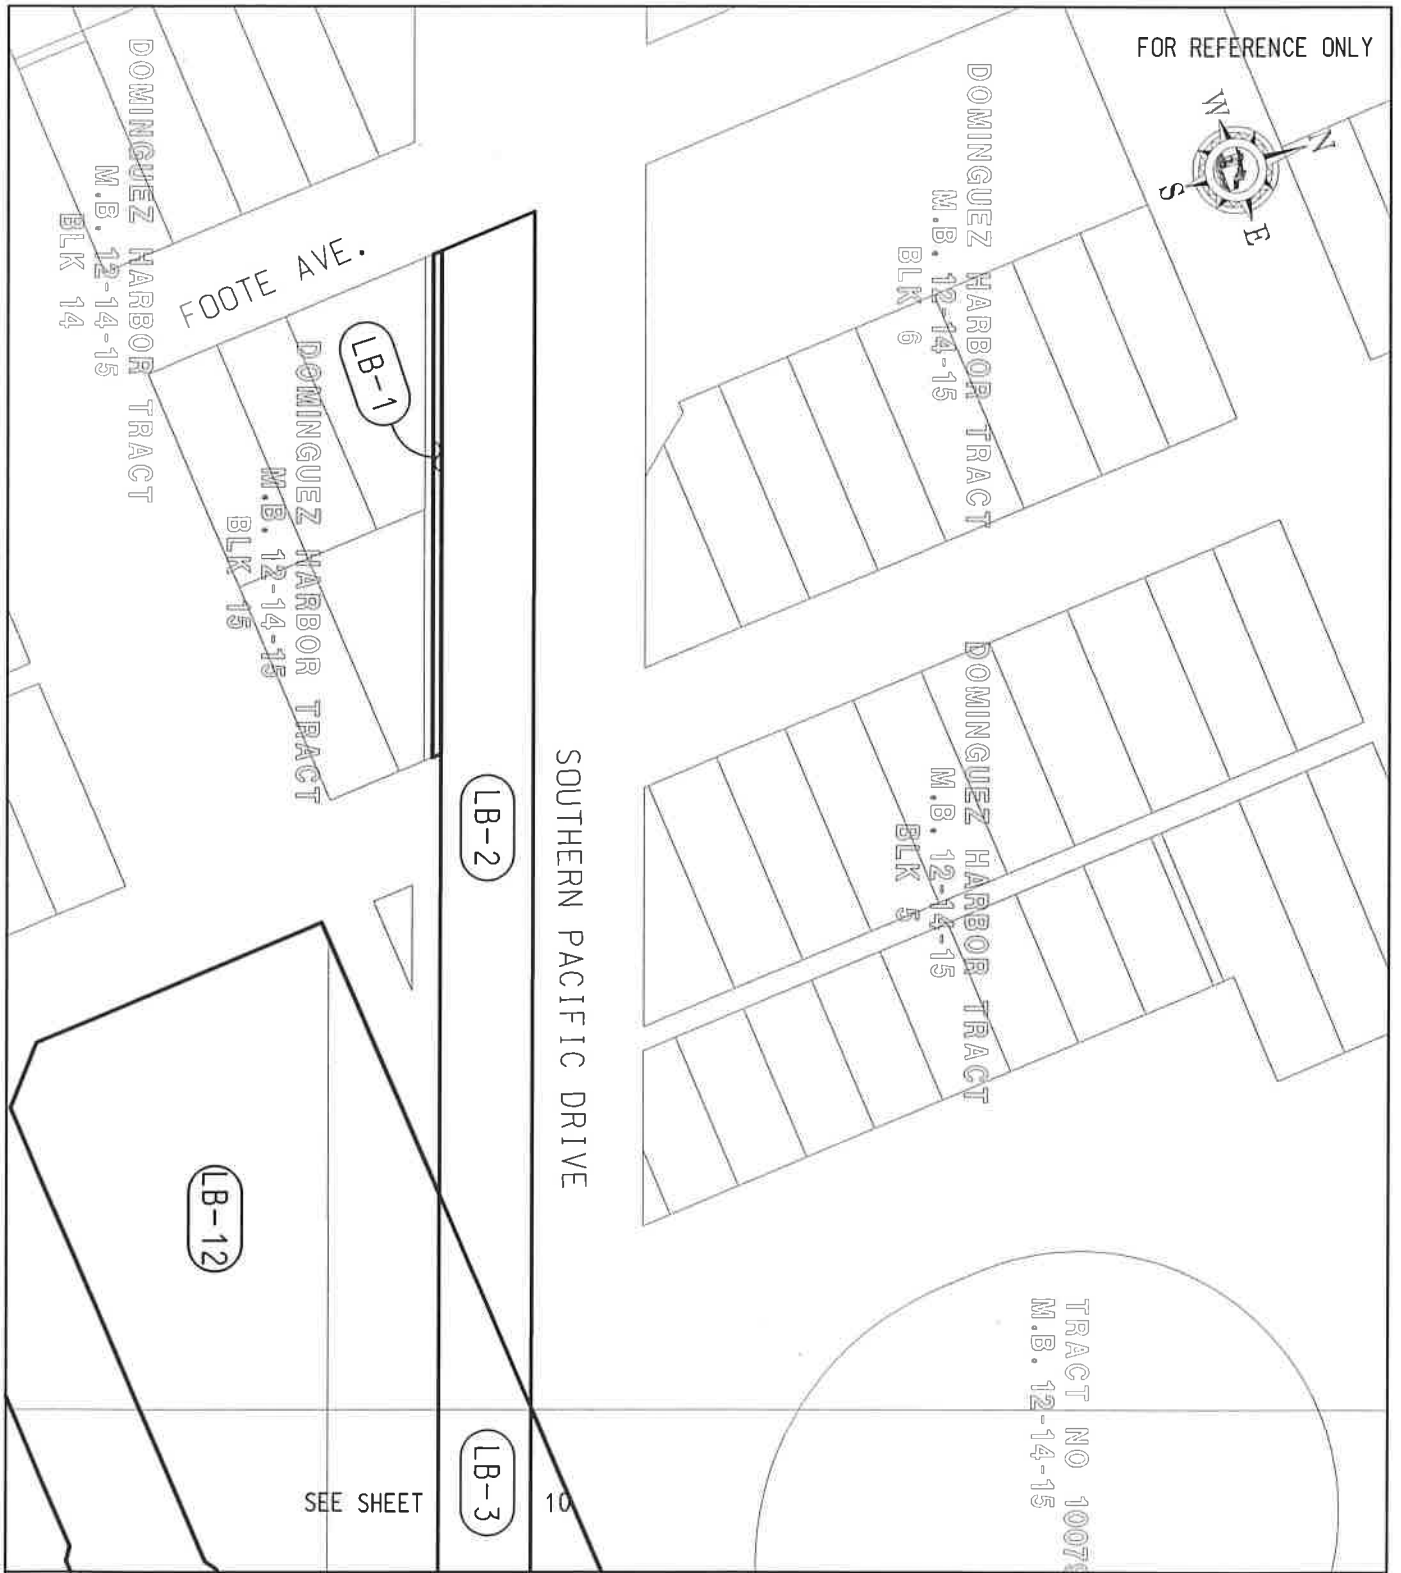 FOR REFERENCE ONLY
W
N
S
E
DOMINGUEZ HARBOR TRACT
M.B. 12-14-15
BLK 14
DOMINGUEZ HARBOR TRACT
M.B. 12-14-15
BLK 6
FOOTE AVE.
LB-1
DOMINGUEZ HARBOR TRACT
M.B. 12-14-15
BLK 15
DOMINGUEZ HARBOR TRACT
M.B. 12-14-15
BLK 5
SOUTHERN PACIFIC DRIVE
LB-2
LB-12
TRACT NO 10076
M.B. 12-14-15
LB-3
SEE SHEET 10